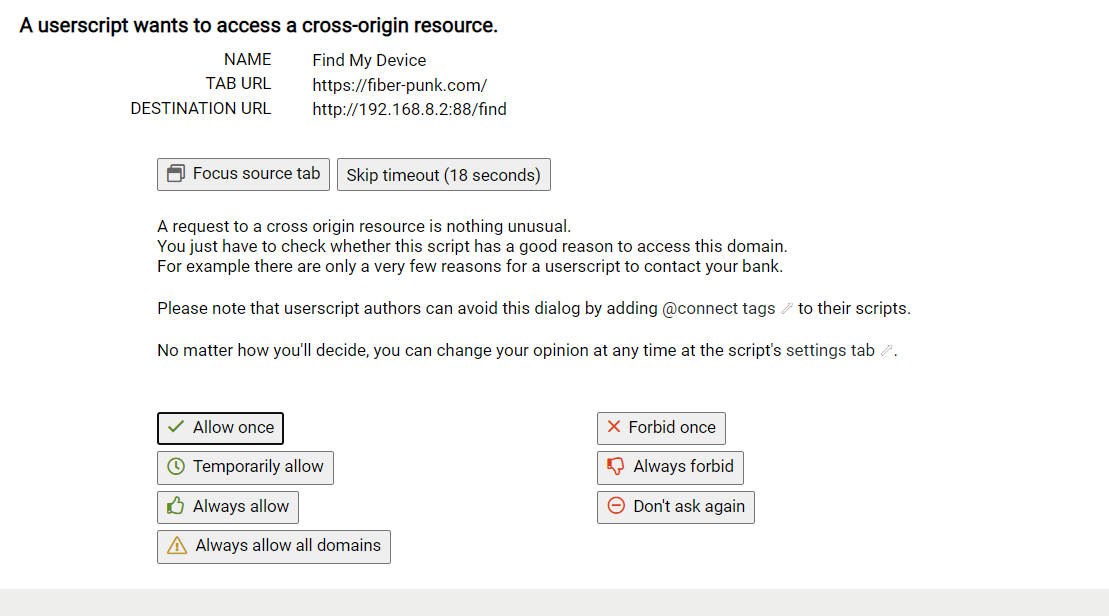 A userscript wants to access a cross-origin resource.
NAME Find My Device
TAB URL https://fiber-punk.com/
DESTINATION URL http://192.168.8.2:88/find
Focus source tab Skip timeout (18 seconds)
A request to a cross origin resource is nothing unusual.
You just have to check whether this script has a good reason to access this domain.
For example there are only a very few reasons for a userscript to contact your bank.
Please note that userscript authors can avoid this dialog by adding @connect tags to their scripts.
No matter how you'll decide, you can change your opinion at any time at the script's settings tab .
Allow once Forbid once
Temporarily allow Always forbid
Always allow Don't ask again
Always allow all domains